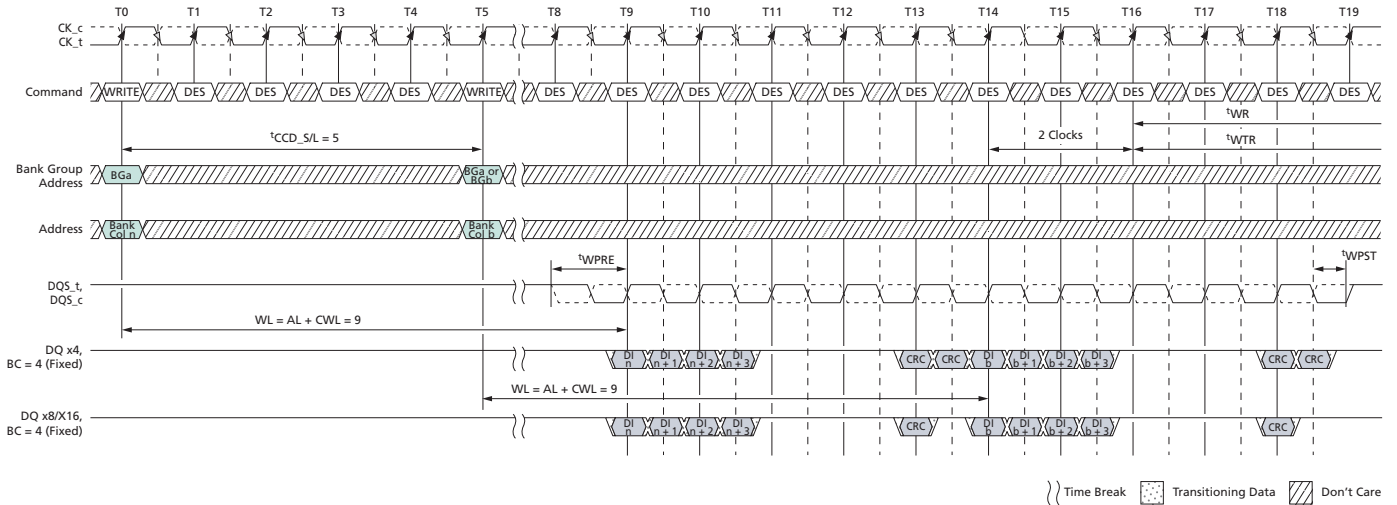 T0 T1 T2 T3 T4 T5 T8 T9 T10 T11 T12 T13 T14 T15 T16 T17 T18 T19
CK_c
CK_t
Command WRITE DES DES DES DES WRITE DES DES DES DES DES DES DES DES DES DES DES DES
tWR
tCCD_S/L = 5
2 Clocks
tWTR
Bank Group
Address
BGa
BGa or
BGb
Address
Bank
Col n
Bank
Col b
tWPRE
tWPST
DQS_t,
DQS_c
WL = AL + CWL = 9
DQ x4,
BC = 4 (Fixed)
DI
n
DI
n + 1
DI
n + 2
DI
n + 3
CRC CRC
DI
b
DI
b + 1
DI
b + 2
DI
b + 3
CRC CRC
WL = AL + CWL = 9
DQ x8/X16,
BC = 4 (Fixed)
DI
n
DI
n + 1
DI
n + 2
DI
n + 3
CRC
DI
b
DI
b + 1
DI
b + 2
DI
b + 3
CRC
Time Break Transitioning Data Don't Care